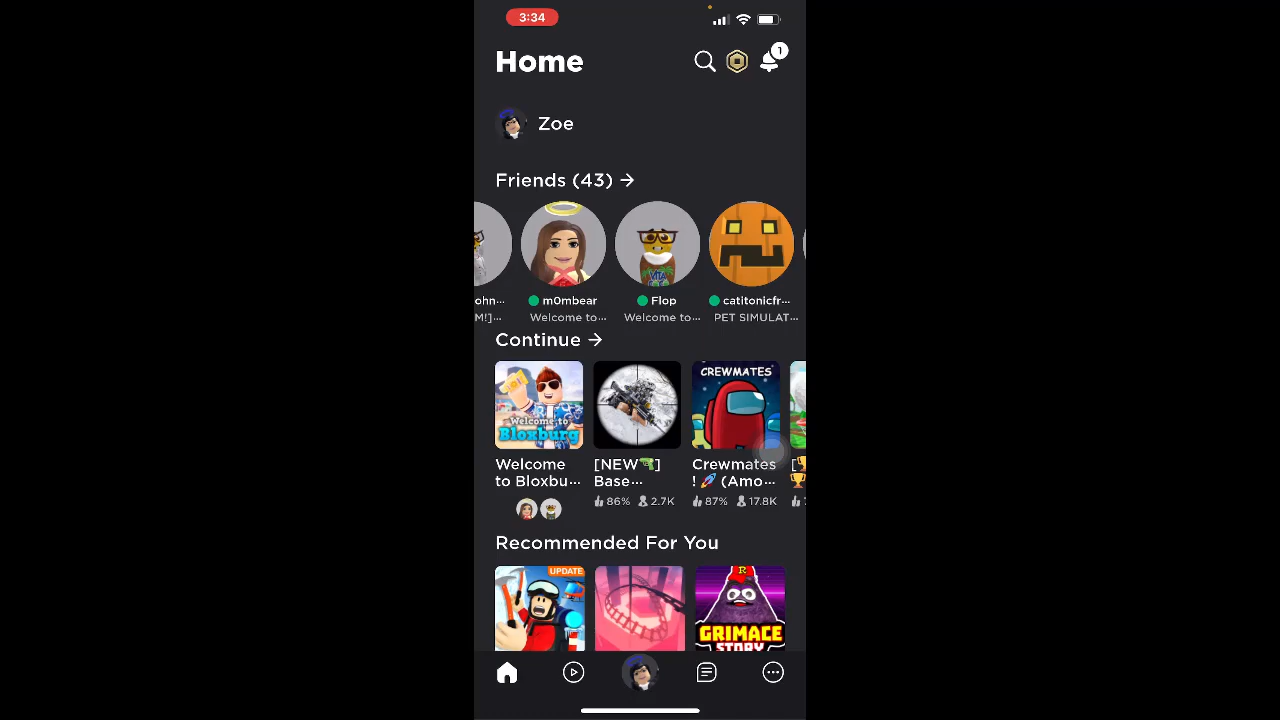 3:34
Home
1
Zoe
Friends (43) →
ohn...
m0mbear
Flop
catitonicfr...
M!]...
Welcome to...
Welcome to...
PET SIMULAT...
Continue →
Welcome to
Bloxburg
CREWMATES
Welcome
to Bloxbu...
[NEW🔫]
Base...
86% 2.7K
Crewmates
! 🚀 (Amo...
87% 17.8K
[🏆
🏆
Recommended For You
UPDATE
R
GRIMACE
STORY